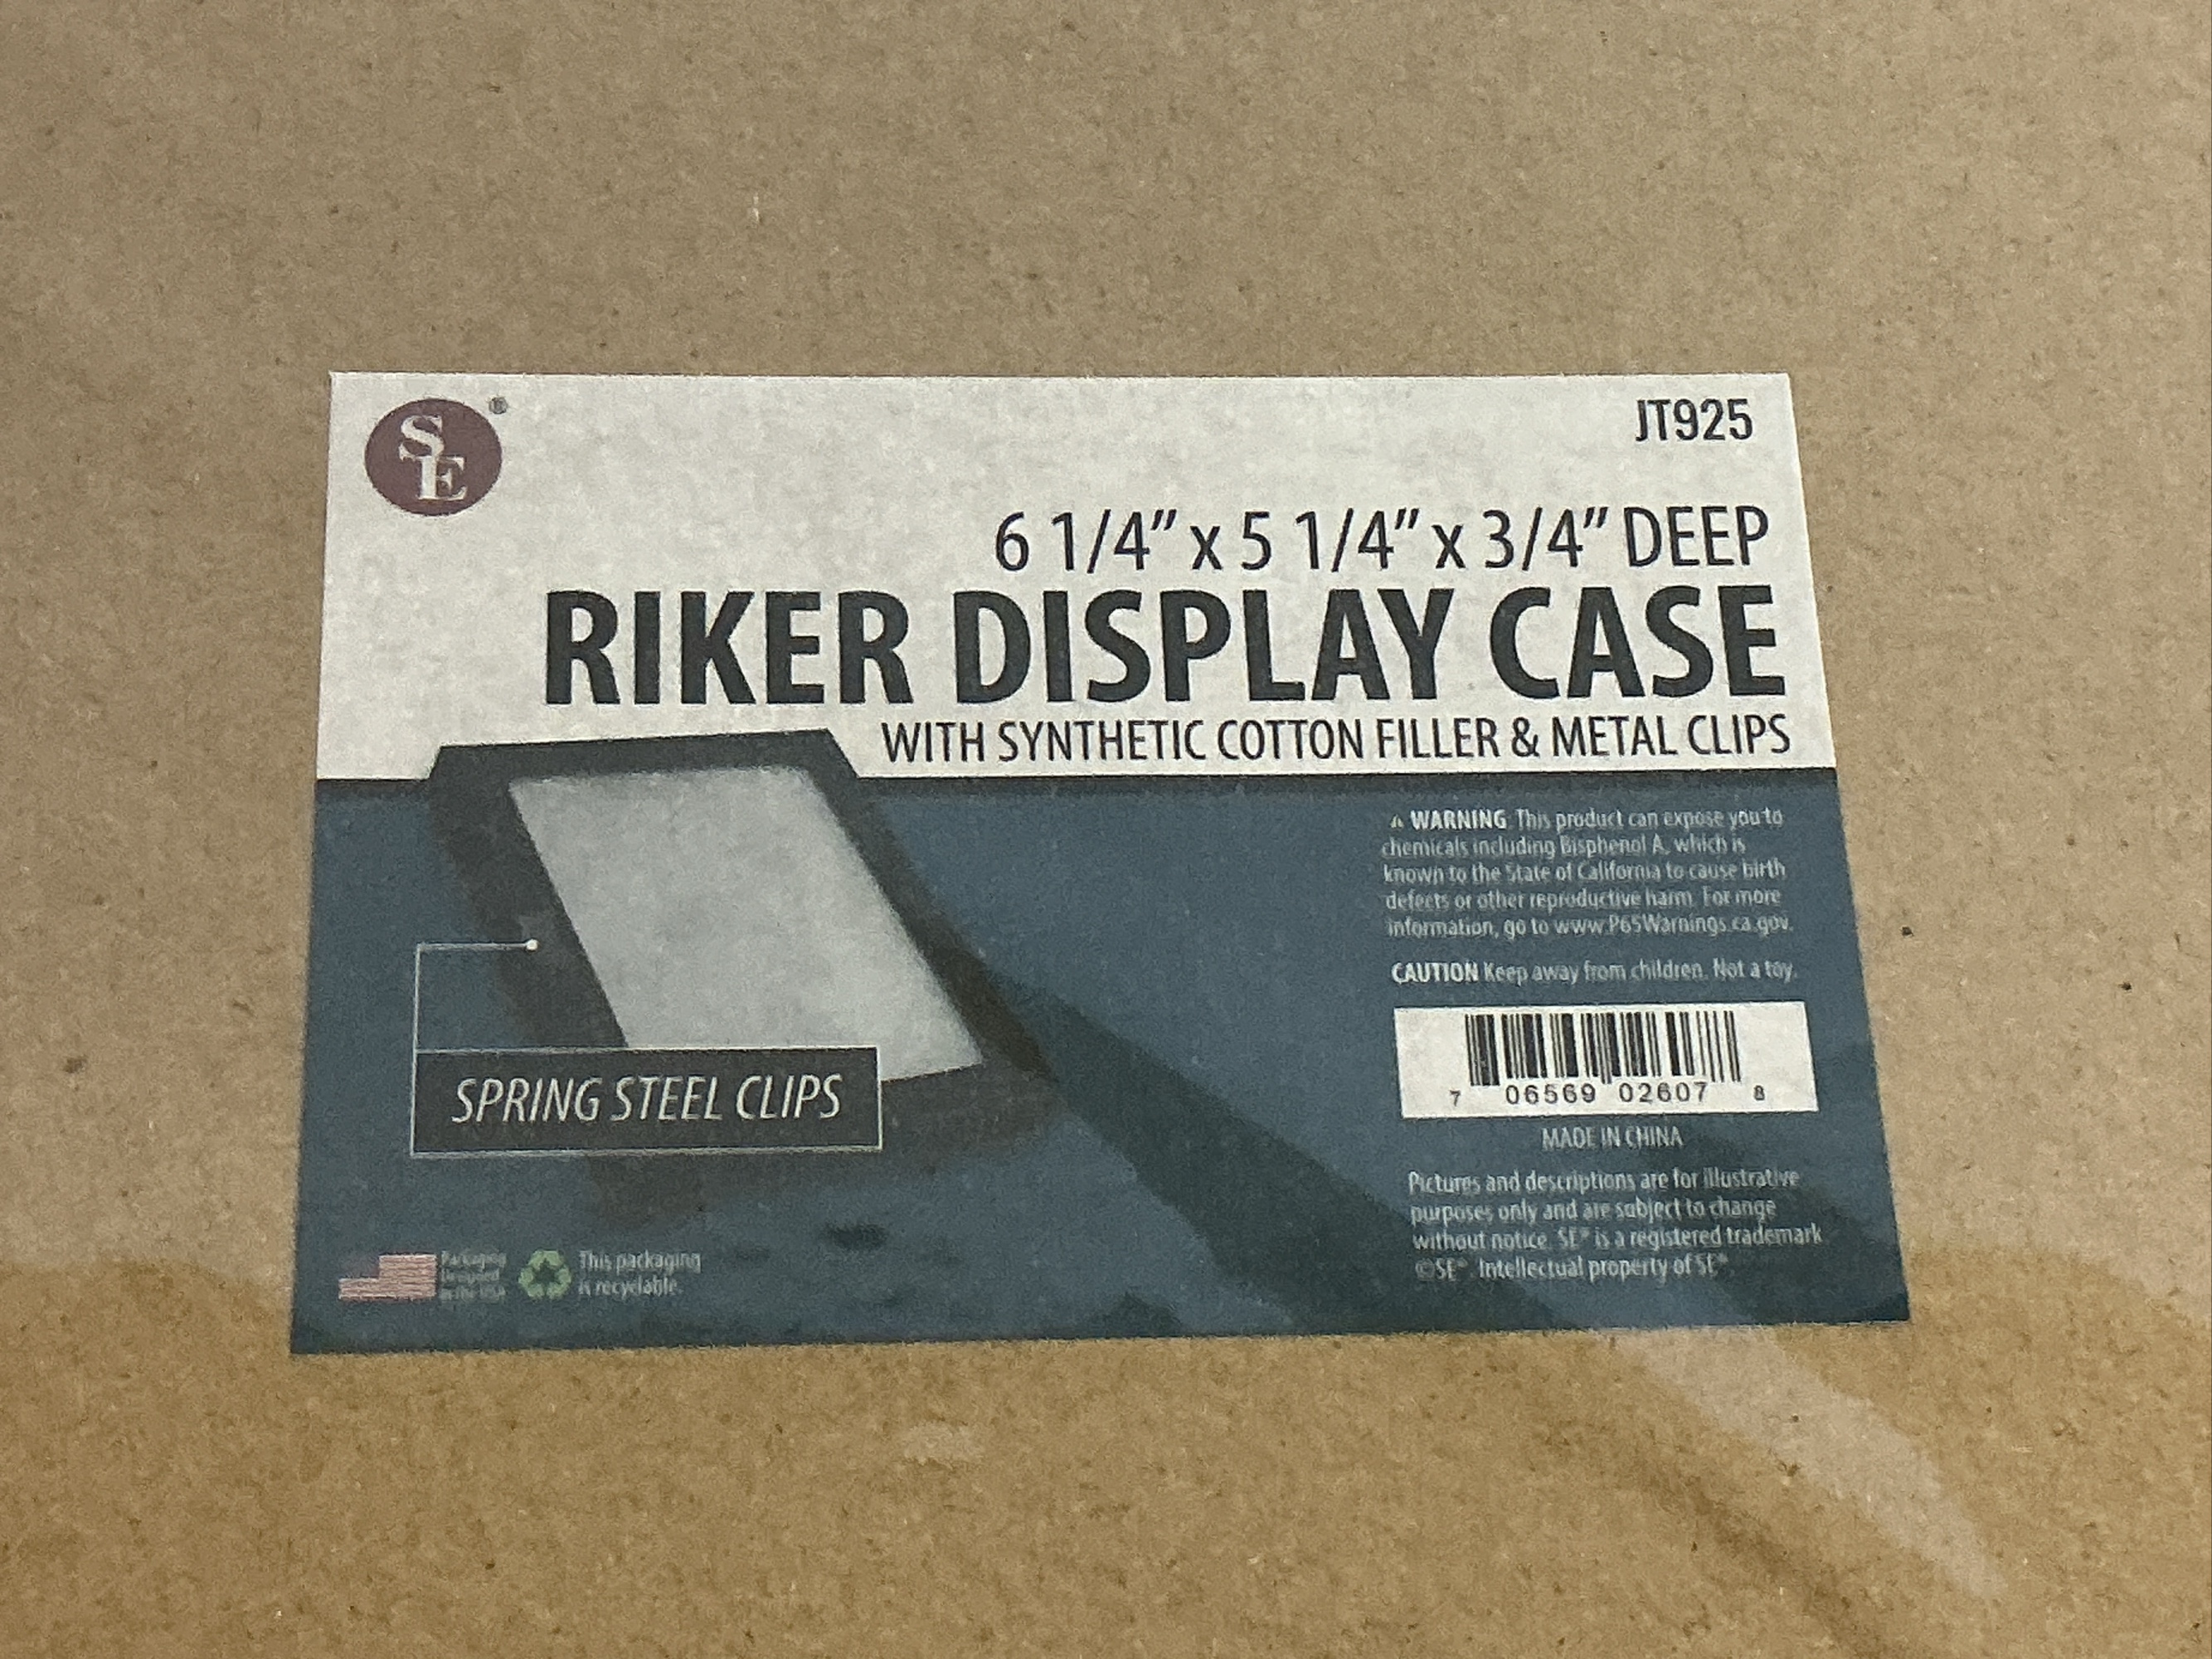 SE®
JT925
6 1/4” x 5 1/4” x 3/4” DEEP
RIKER DISPLAY CASE
WITH SYNTHETIC COTTON FILLER & METAL CLIPS
SPRING STEEL CLIPS
⚠ WARNING This product can expose you to
chemicals including Bisphenol A, which is
known to the State of California to cause birth
defects or other reproductive harm. For more
information, go to www.P65Warnings.ca.gov.
CAUTION Keep away from children. Not a toy.
7 06569 02607 8
MADE IN CHINA
Pictures and descriptions are for illustrative
purposes only and are subject to change
without notice. SE® is a registered trademark
©SE®. Intellectual property of SE®.
Packaging
Designed
in the USA
This packaging
is recyclable.